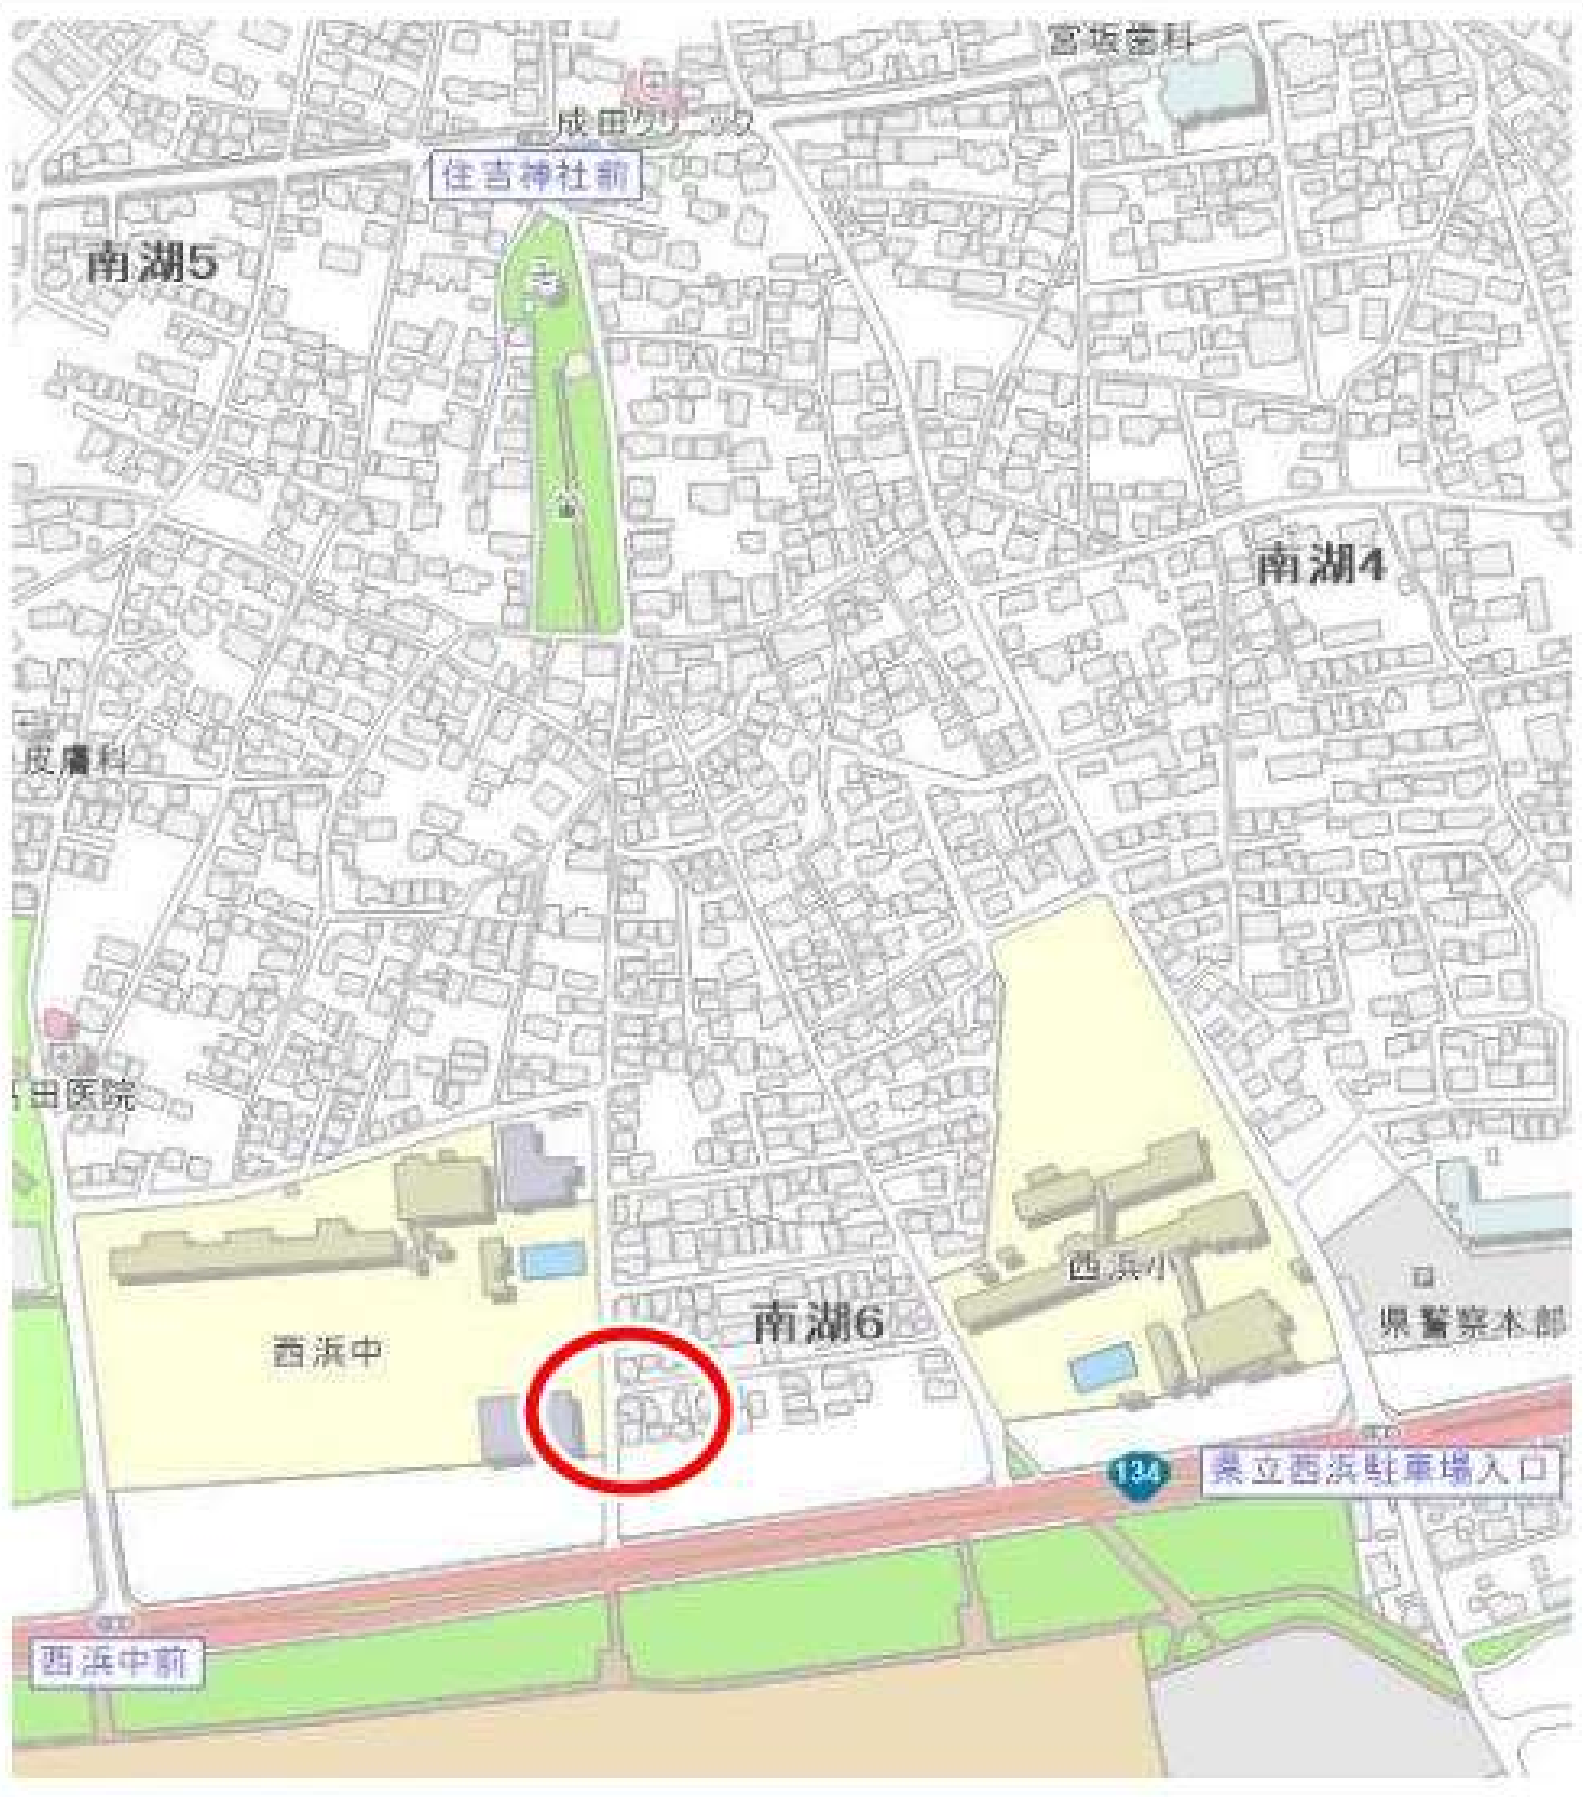 宮坂歯科
成田クリニック
住吉神社前
南湖5
南湖4
皮膚科
田医院
西浜小
南湖6
県警察本部
西浜中
134
県立西浜駐車場入口
西浜中前